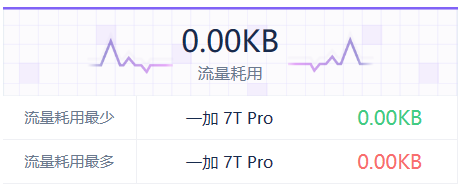 0.00KB
流量耗用
流量耗用最少 一加 7T Pro 0.00KB
流量耗用最多 一加 7T Pro 0.00KB